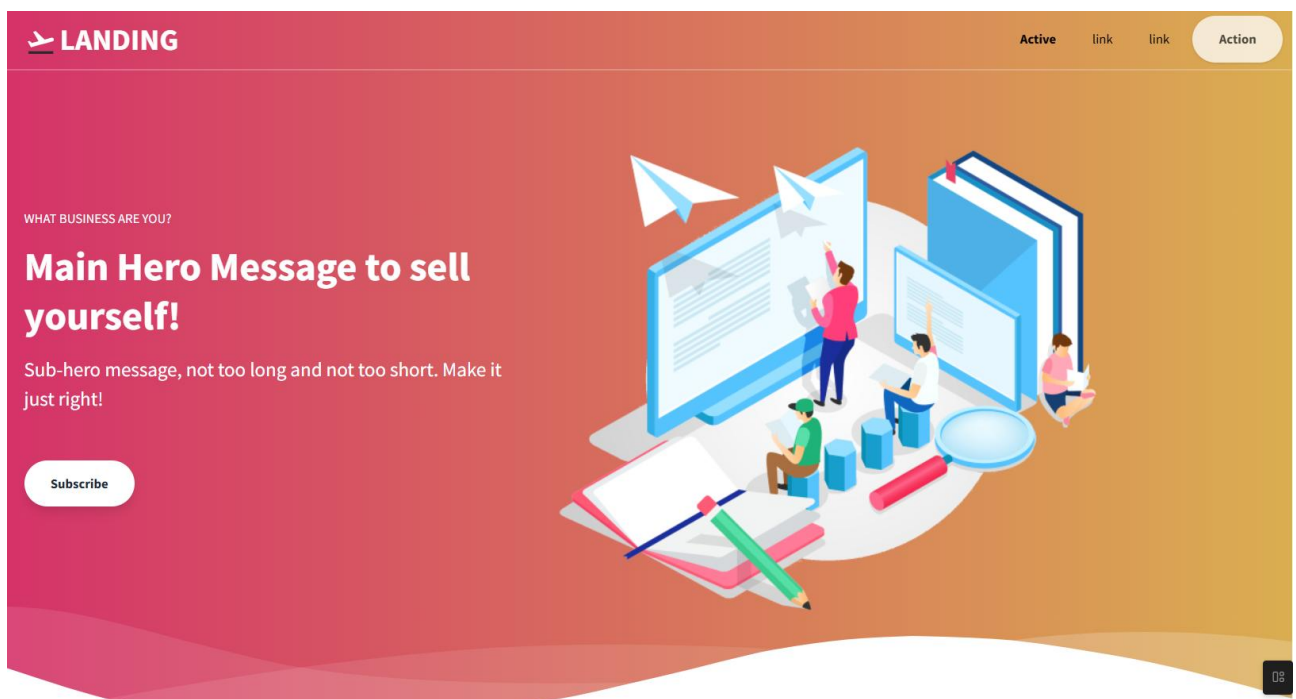 LANDING
Active
link
link
Action
WHAT BUSINESS ARE YOU?
Main Hero Message to sell
yourself!
Sub-hero message, not too long and not too short. Make it
just right!
Subscribe